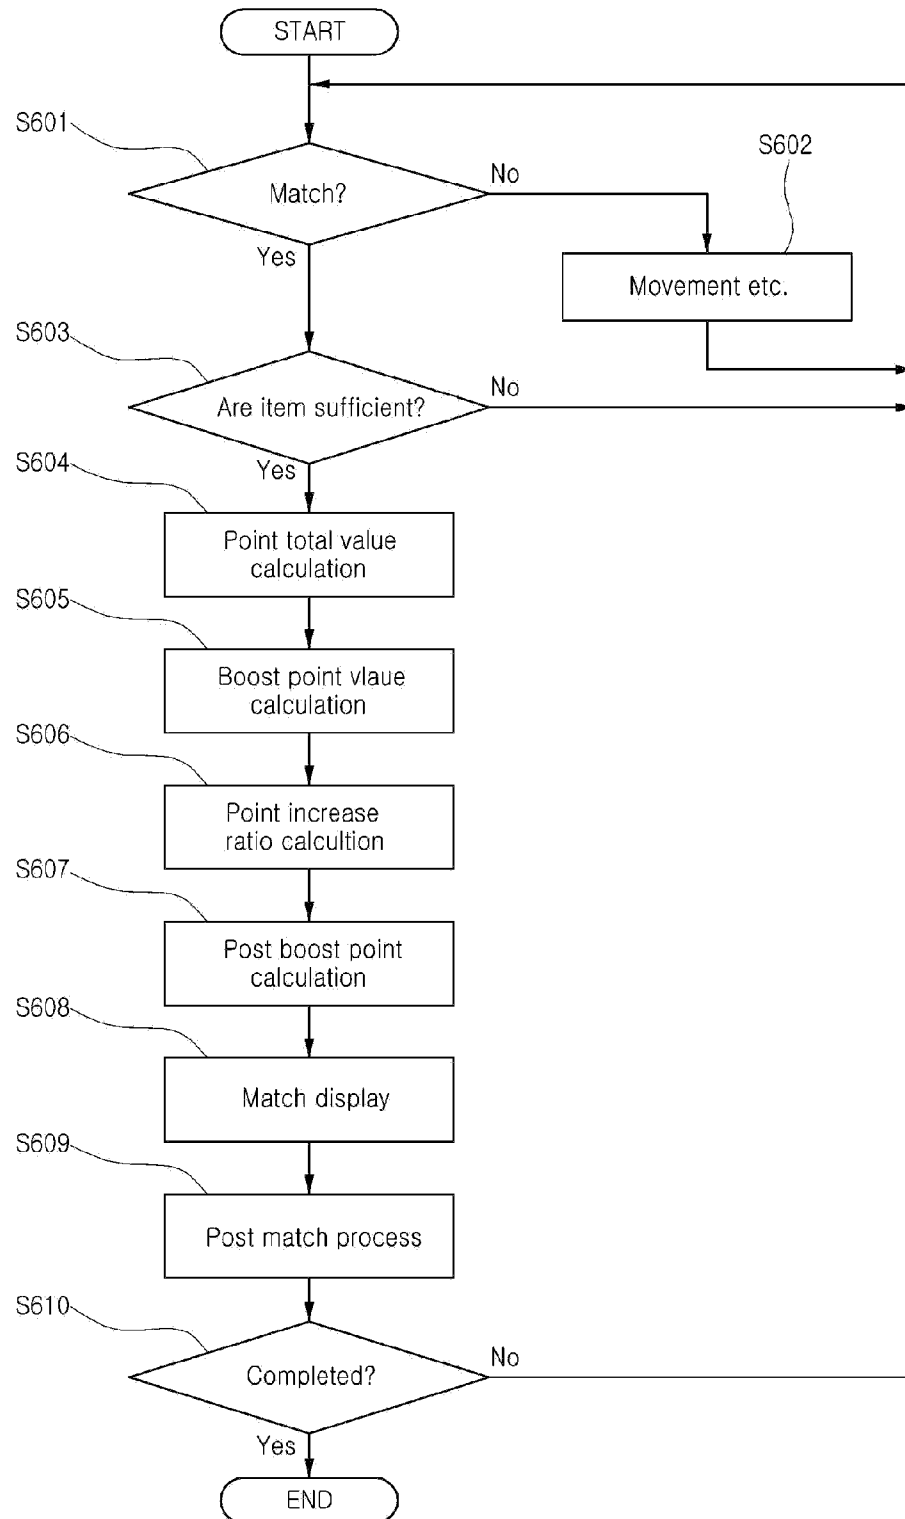 START
S601
Match?
No
S602
Yes
Movement etc.
S603
Are item sufficient?
No
Yes
S604
Point total value
calculation
S605
Boost point vlaue
calculation
S606
Point increase
ratio calcultion
S607
Post boost point
calculation
S608
Match display
S609
Post match process
S610
Completed?
No
Yes
END